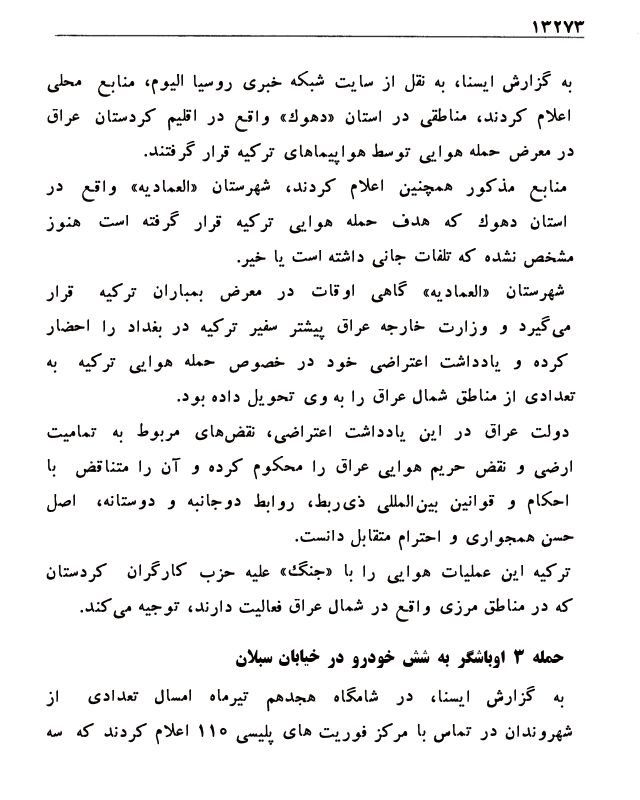 ۱۳۲۷۳
به گزارش ایسنا، به نقل از سایت شبکه خبری روسیا الیوم، منابع محلی
اعلام کردند، مناطقی در استان «دهوك» واقع در اقلیم کردستان عراق
در معرض حمله هوایی توسط هواپیماهای ترکیه قرار گرفتند.
منابع مذکور همچنین اعلام کردند، شهرستان «العمادیه» واقع در
استان دهوك که هدف حمله هوایی ترکیه قرار گرفته است هنوز
مشخص نشده که تلفات جانی داشته است یا خیر.
شهرستان «العمادیه» گاهی اوقات در معرض بمباران ترکیه قرار
می‌گیرد و وزارت خارجه عراق پیشتر سفیر ترکیه در بغداد را احضار
کرده و یادداشت اعتراضی خود در خصوص حمله هوایی ترکیه به
تعدادی از مناطق شمال عراق را به وی تحویل داده بود.
دولت عراق در این یادداشت اعتراضی، نقض‌های مربوط به تمامیت
ارضی و نقض حریم هوایی عراق را محکوم کرده و آن را متناقض با
احکام و قوانین بین‌المللی ذی‌ربط، روابط دوجانبه و دوستانه، اصل
حسن همجواری و احترام متقابل دانست.
ترکیه این عملیات هوایی را با «جنگ» علیه حزب کارگران کردستان
که در مناطق مرزی واقع در شمال عراق فعالیت دارند، توجیه می‌کند.
حمله ۳ اوباشگر به شش خودرو در خیابان سبلان
به گزارش ایسنا، در شامگاه هجدهم تیرماه امسال تعدادی از
شهروندان در تماس با مرکز فوریت های پلیسی ۱۱۰ اعلام کردند که سه